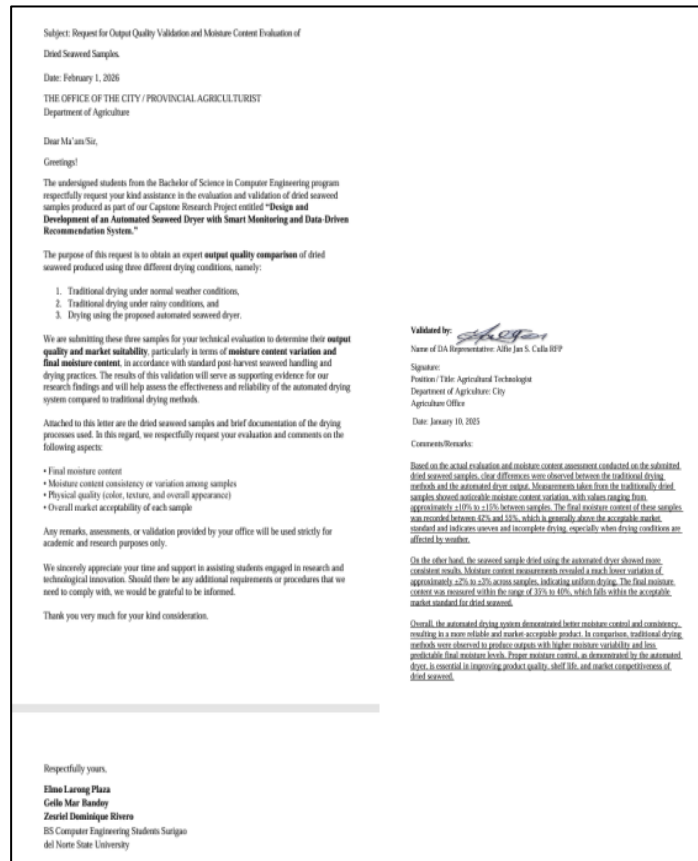 Subject: Request for Output Quality Validation and Moisture Content Evaluation of
Dried Seaweed Samples.
Date: February 1, 2026
THE OFFICE OF THE CITY / PROVINCIAL AGRICULTURIST
Department of Agriculture
Dear Ma'am/Sir,
Greetings!
The undersigned students from the Bachelor of Science in Computer Engineering program
respectfully request your kind assistance in the evaluation and validation of dried seaweed
samples produced as part of our Capstone Research Project entitled "Design and
Development of an Automated Seaweed Dryer with Smart Monitoring and Data-Driven
Recommendation System."
The purpose of this request is to obtain an expert output quality comparison of dried
seaweed produced using three different drying conditions, namely:
1. Traditional drying under normal weather conditions,
2. Traditional drying under rainy conditions, and
3. Drying using the proposed automated seaweed dryer.
We are submitting these three samples for your technical evaluation to determine their output
quality and market suitability, particularly in terms of moisture content variation and
final moisture content, in accordance with standard post-harvest seaweed handling and
drying practices. The results of this validation will serve as supporting evidence for our
research findings and will help assess the effectiveness and reliability of the automated drying
system compared to traditional drying methods.
Attached to this letter are the dried seaweed samples and brief documentation of the drying
processes used. In this regard, we respectfully request your evaluation and comments on the
following aspects:
• Final moisture content
• Moisture content consistency or variation among samples
• Physical quality (color, texture, and overall appearance)
• Overall market acceptability of each sample
Any remarks, assessments, or validation provided by your office will be used strictly for
academic and research purposes only.
We sincerely appreciate your time and support in assisting students engaged in research and
technological innovation. Should there be any additional requirements or procedures that we
need to comply with, we would be grateful to be informed.
Thank you very much for your kind consideration.
Respectfully yours,
Elmo Larong Plaza
Geilo Mar Bandoy
Zesriel Dominique Rivero
BS Computer Engineering Students Surigao
del Norte State University
Validated by:
Name of DA Representative: Alfie Jan S. Culla RFP
Signature:
Position / Title: Agricultural Technologist
Department of Agriculture: City
Agriculture Office
Date: January 10, 2025
Comments/Remarks:
Based on the actual evaluation and moisture content assessment conducted on the submitted
dried seaweed samples, clear differences were observed between the traditional drying
methods and the automated dryer output. Measurements taken from the traditionally dried
samples showed noticeable moisture content variation, with values ranging from
approximately ±10% to ±15% between samples. The final moisture content of these samples
was recorded between 42% and 55%, which is generally above the acceptable market
standard and indicates uneven and incomplete drying, especially when drying conditions are
affected by weather.
On the other hand, the seaweed sample dried using the automated dryer showed more
consistent results. Moisture content measurements revealed a much lower variation of
approximately ±2% to ±3% across samples, indicating uniform drying. The final moisture
content was measured within the range of 35% to 40%, which falls within the acceptable
market standard for dried seaweed.
Overall, the automated drying system demonstrated better moisture control and consistency,
resulting in a more reliable and market-acceptable product. In comparison, traditional drying
methods were observed to produce outputs with higher moisture variability and less
predictable final moisture levels. Proper moisture control, as demonstrated by the automated
dryer, is essential in improving product quality, shelf life, and market competitiveness of
dried seaweed.